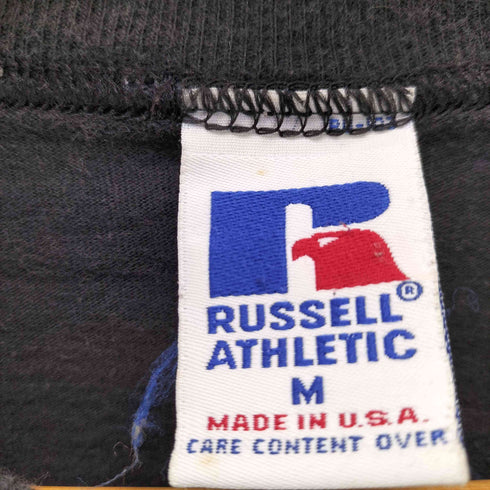 RUSSELL®
ATHLETIC
M
MADE IN U.S.A.
CARE CONTENT OVER